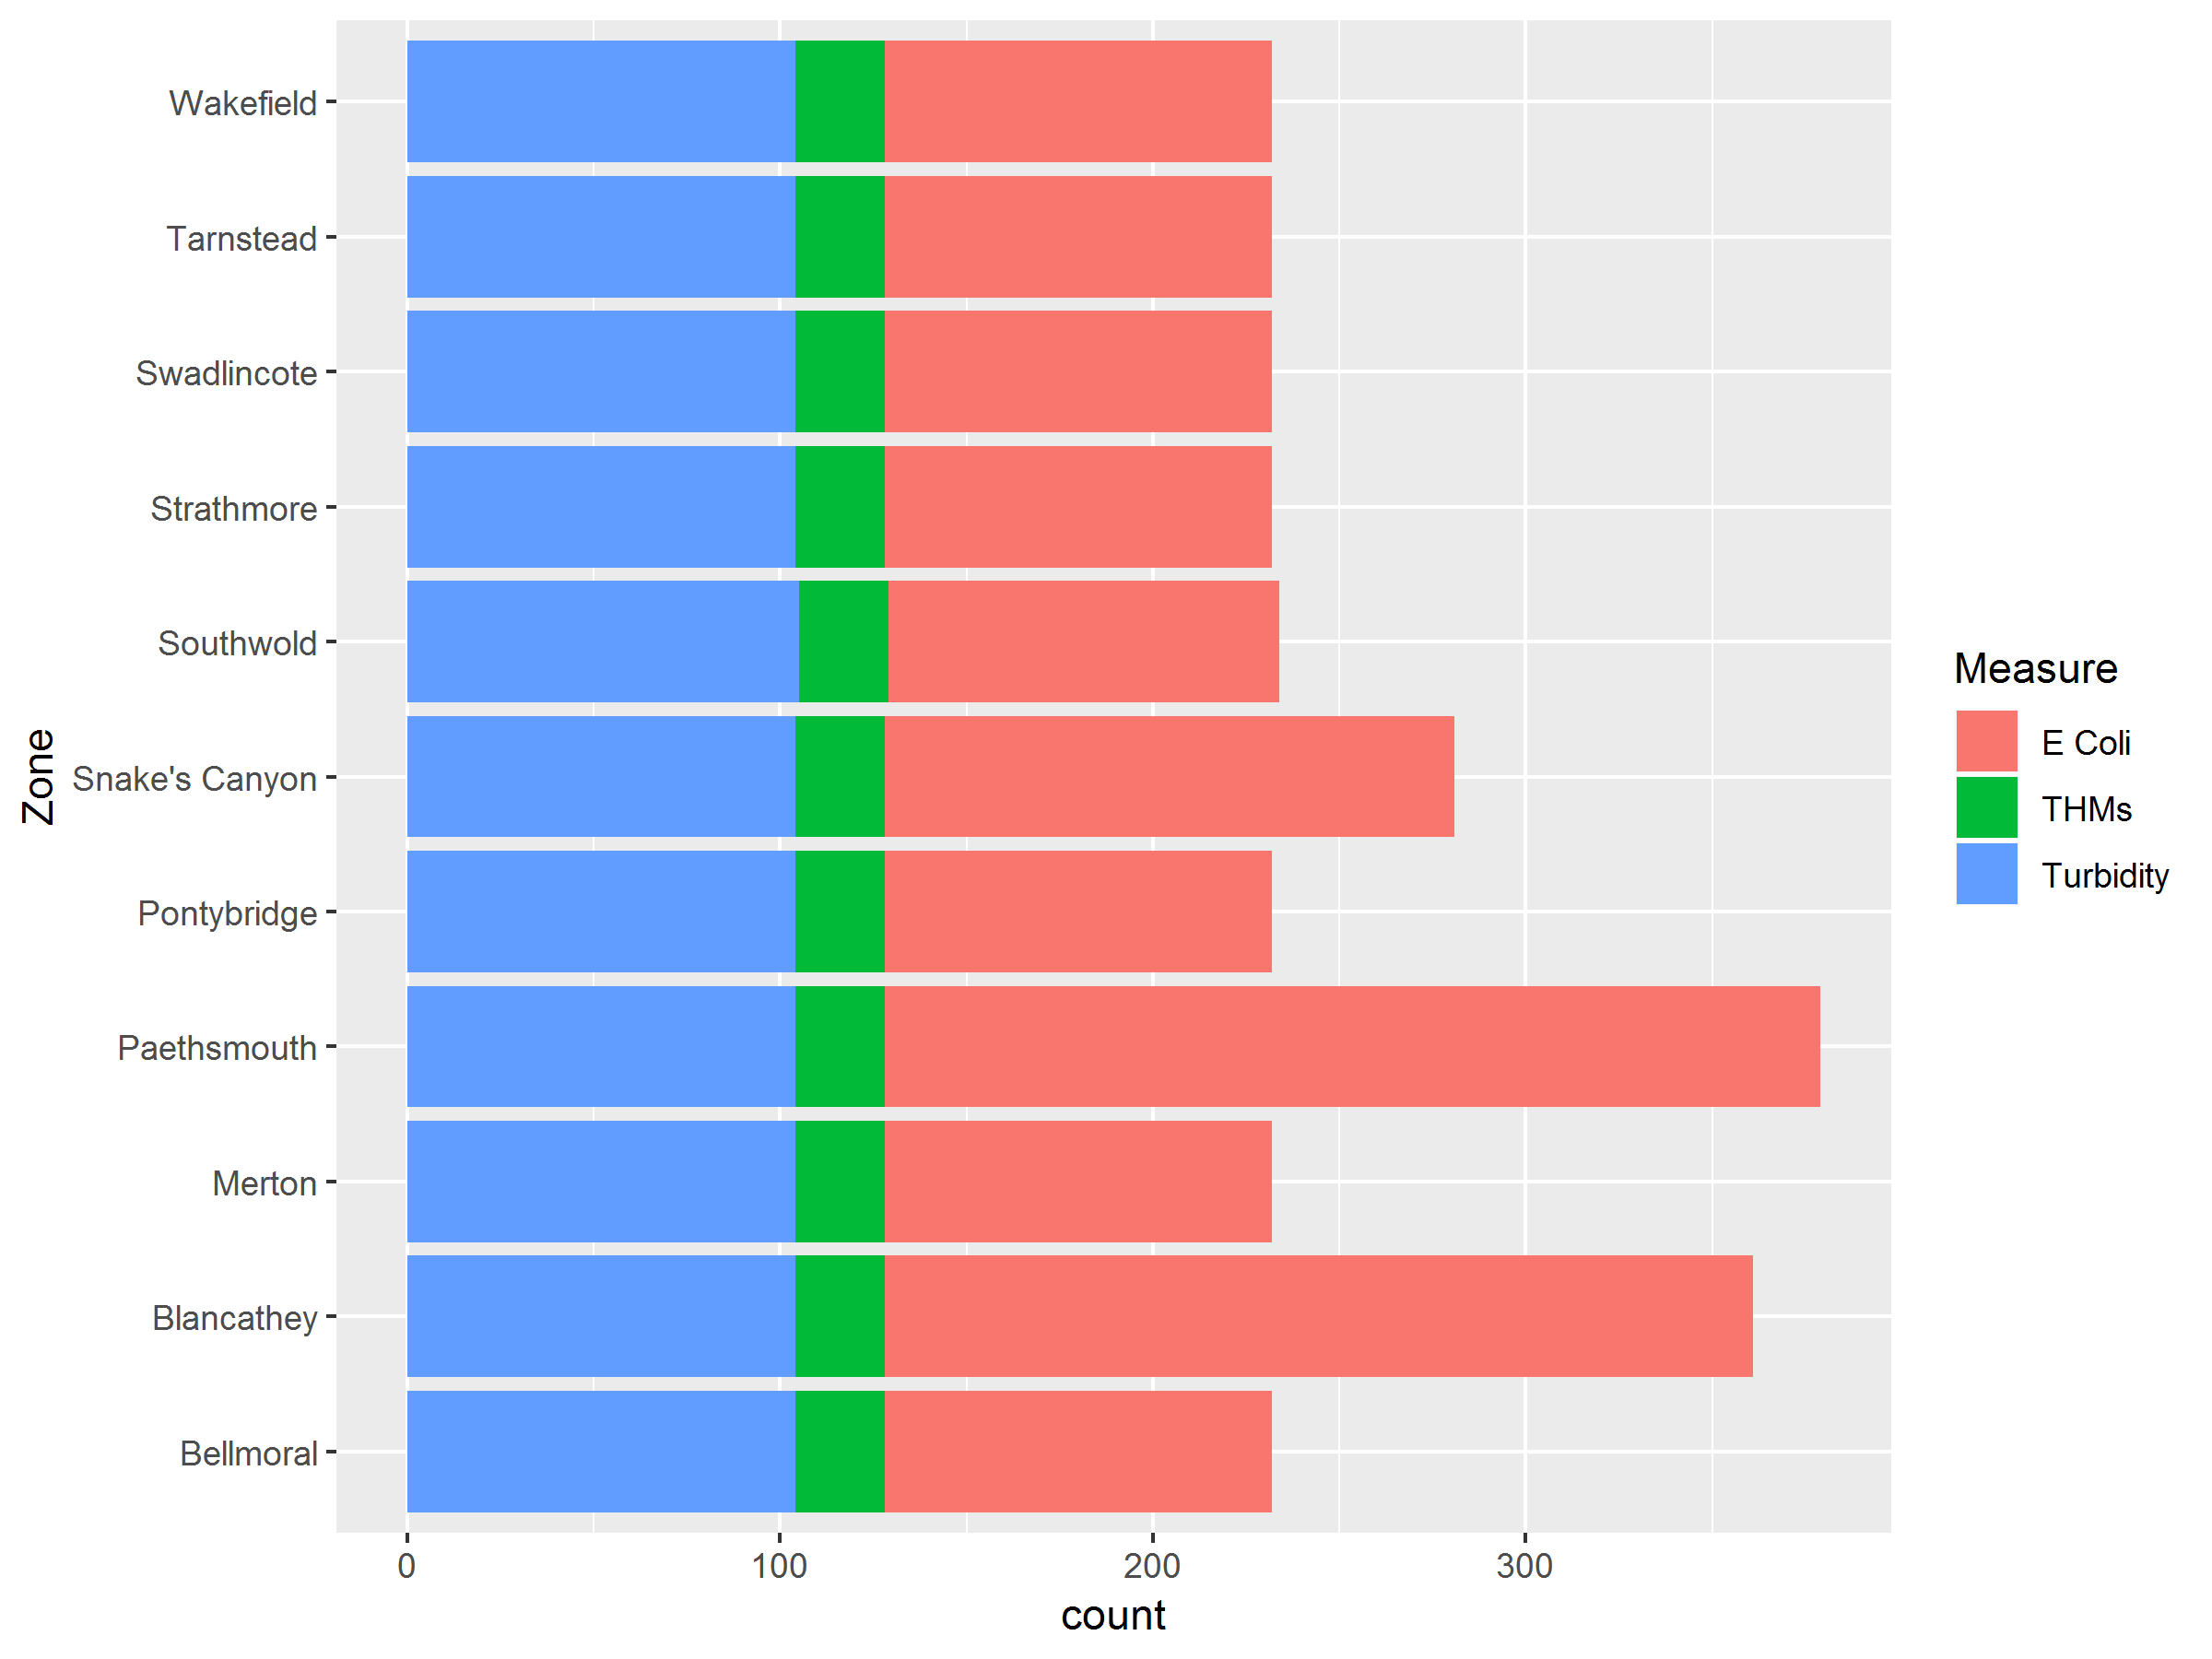 Wakefield
Tarnstead
Swadlincote
Strathmore
Southwold
Snake's Canyon
Pontybridge
Paethsmouth
Merton
Blancathey
Bellmoral
Zone
0 100 200 300
count
Measure
E Coli
THMs
Turbidity